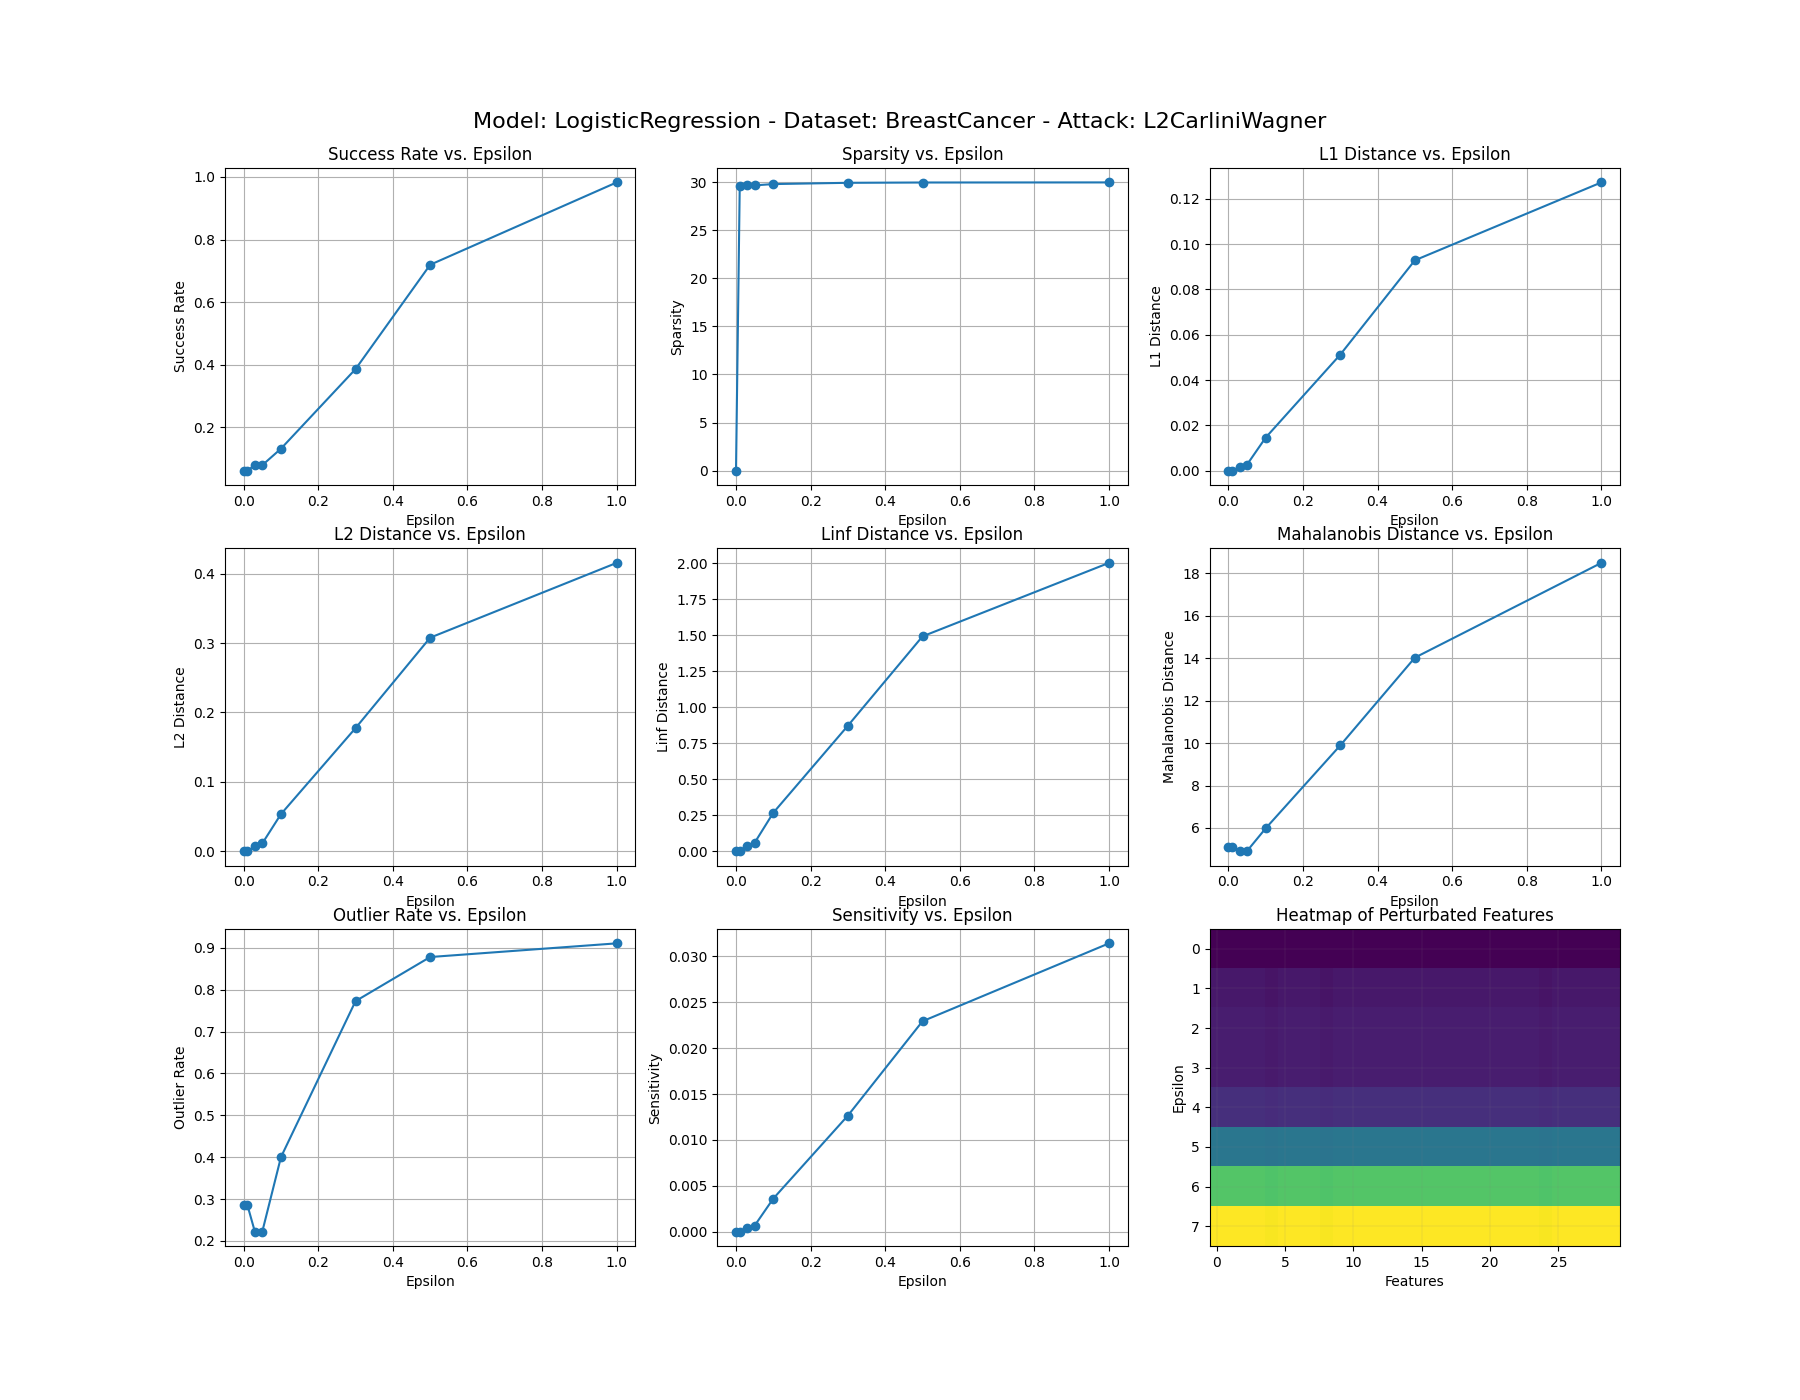 Model: LogisticRegression - Dataset: BreastCancer - Attack: L2CarliniWagner
Success Rate vs. Epsilon
1.0
0.8
0.6
0.4
0.2
Success Rate
0.0 0.2 0.4 0.6 0.8 1.0
Epsilon
Sparsity vs. Epsilon
30
25
20
15
10
5
0
Sparsity
0.0 0.2 0.4 0.6 0.8 1.0
Epsilon
L1 Distance vs. Epsilon
0.12
0.10
0.08
0.06
0.04
0.02
0.00
L1 Distance
0.0 0.2 0.4 0.6 0.8 1.0
Epsilon
L2 Distance vs. Epsilon
0.4
0.3
0.2
0.1
0.0
L2 Distance
0.0 0.2 0.4 0.6 0.8 1.0
Epsilon
Linf Distance vs. Epsilon
2.00
1.75
1.50
1.25
1.00
0.75
0.50
0.25
0.00
Linf Distance
0.0 0.2 0.4 0.6 0.8 1.0
Epsilon
Mahalanobis Distance vs. Epsilon
18
16
14
12
10
8
6
Mahalanobis Distance
0.0 0.2 0.4 0.6 0.8 1.0
Epsilon
Outlier Rate vs. Epsilon
0.9
0.8
0.7
0.6
0.5
0.4
0.3
0.2
Outlier Rate
0.0 0.2 0.4 0.6 0.8 1.0
Epsilon
Sensitivity vs. Epsilon
0.030
0.025
0.020
0.015
0.010
0.005
0.000
Sensitivity
0.0 0.2 0.4 0.6 0.8 1.0
Epsilon
Heatmap of Perturbated Features
0
1
2
3
4
5
6
7
Epsilon
0 5 10 15 20 25
Features